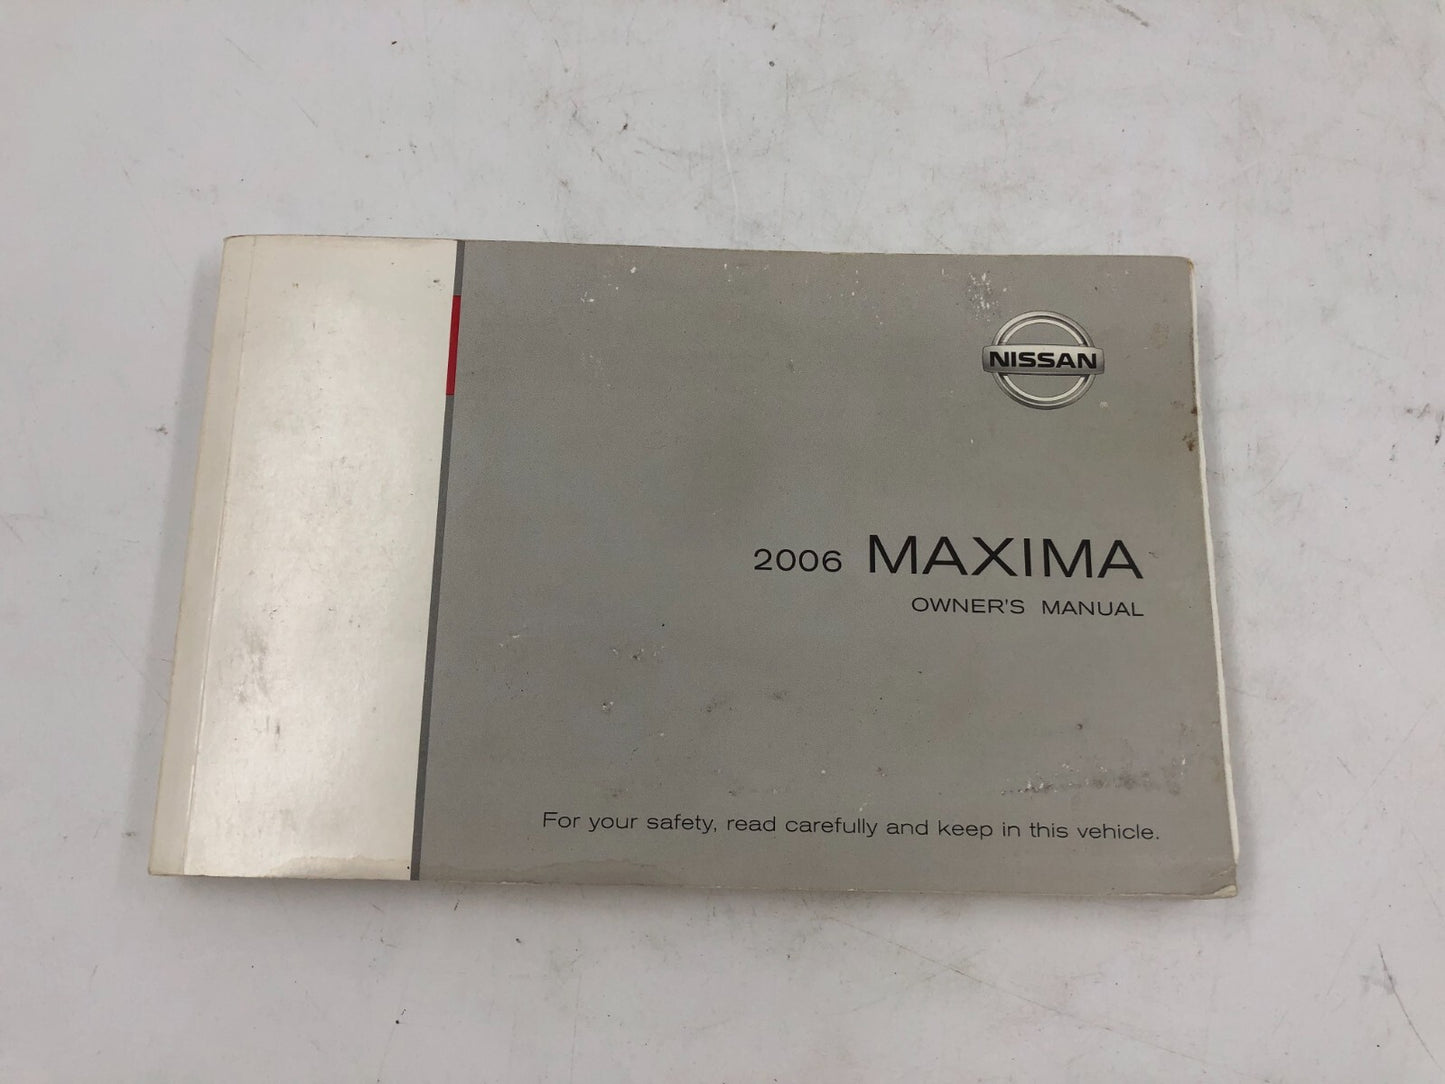 NISSAN
2006 MAXIMA
OWNER'S MANUAL
For your safety, read carefully and keep in this vehicle.